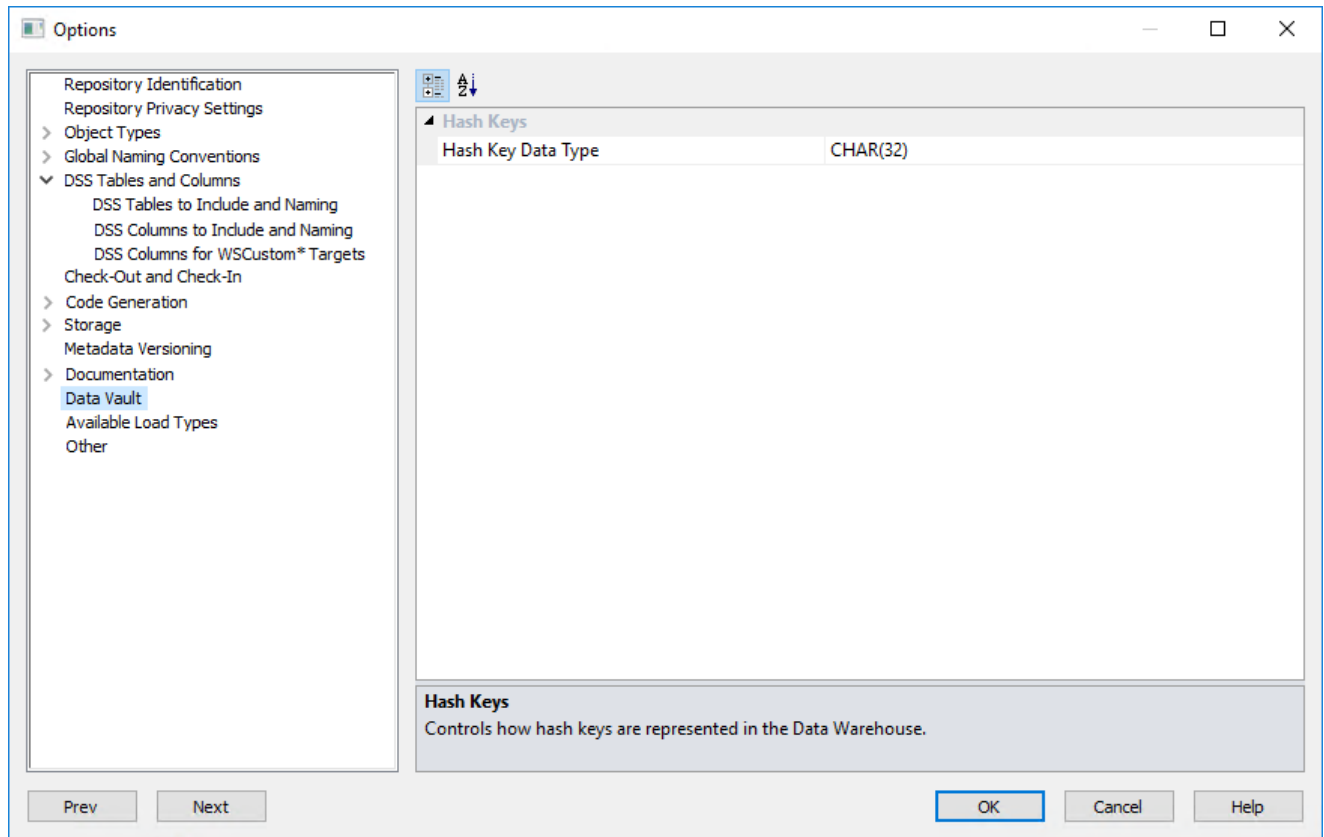 Options
Repository Identification
Repository Privacy Settings
Object Types
Global Naming Conventions
DSS Tables and Columns
DSS Tables to Include and Naming
DSS Columns to Include and Naming
DSS Columns for WSCustom* Targets
Check-Out and Check-In
Code Generation
Storage
Metadata Versioning
Documentation
Data Vault
Available Load Types
Other
A
Z
Hash Keys
Hash Key Data Type CHAR(32)
Hash Keys
Controls how hash keys are represented in the Data Warehouse.
Prev Next OK Cancel Help